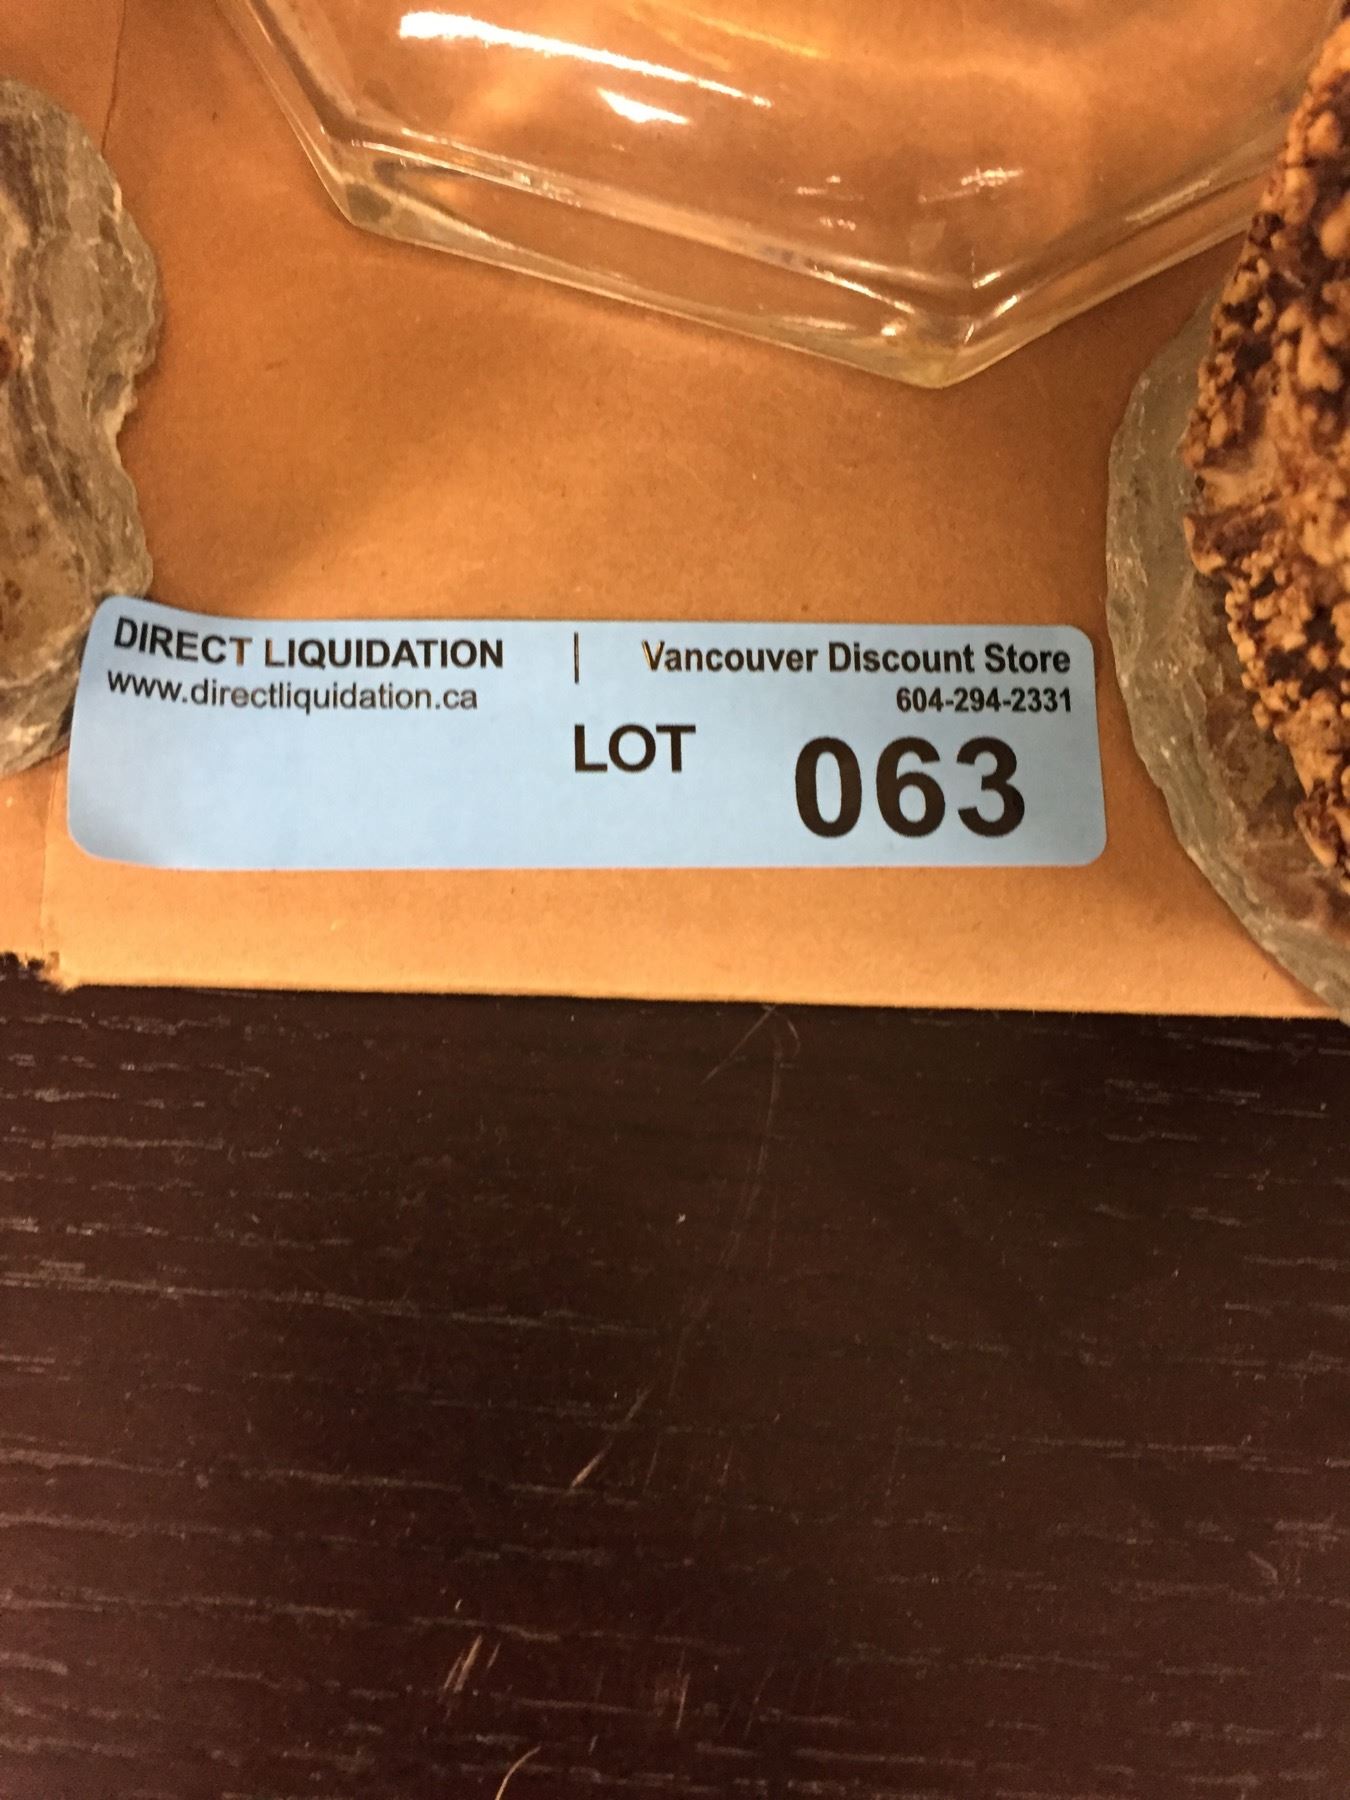 DIRECT LIQUIDATION | Vancouver Discount Store
www.directliquidation.ca 604-294-2331
LOT 063